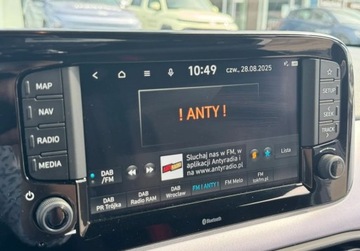 10:49
czw., 28.08.2025
MAP
NAV
RADIO
MEDIA
SETUP
SEEK
TRACK
! ANTY !
DAB
/FM
Słuchaj nas w FM, w
aplikacji Antyradia i
na www.antyradio.pl
Lista
DAB
PR Trójka
DAB
Radio RAM
DAB
Wrocław
FM ! ANTY !
FM Melo
FM
tokfm.pl
Bluetooth